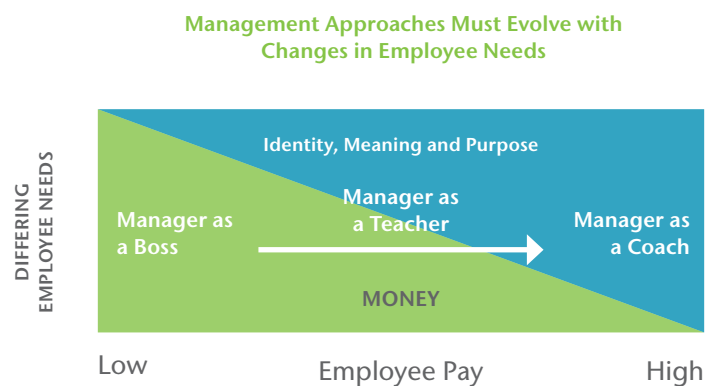 Management Approaches Must Evolve with
Changes in Employee Needs
DIFFERING
EMPLOYEE NEEDS
Identity, Meaning and Purpose
Manager as
a Boss
Manager as
a Teacher
Manager as
a Coach
MONEY
Low
Employee Pay
High